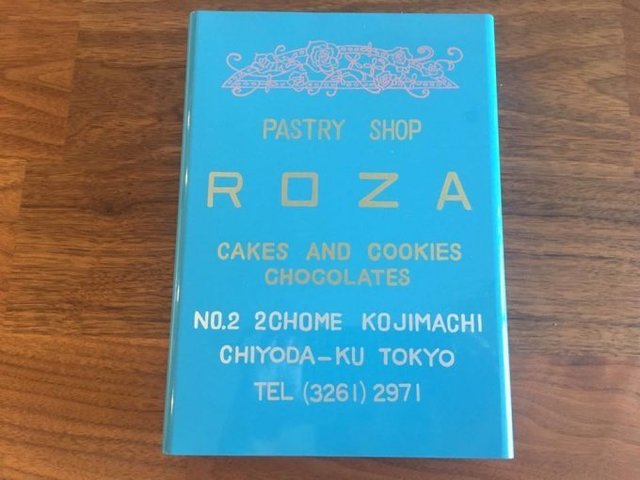 PASTRY SHOP
ROZA
CAKES AND COOKIES
CHOCOLATES
NO.2 2CHOME KOJIMACHI
CHIYODA-KU TOKYO
TEL (3261) 2971